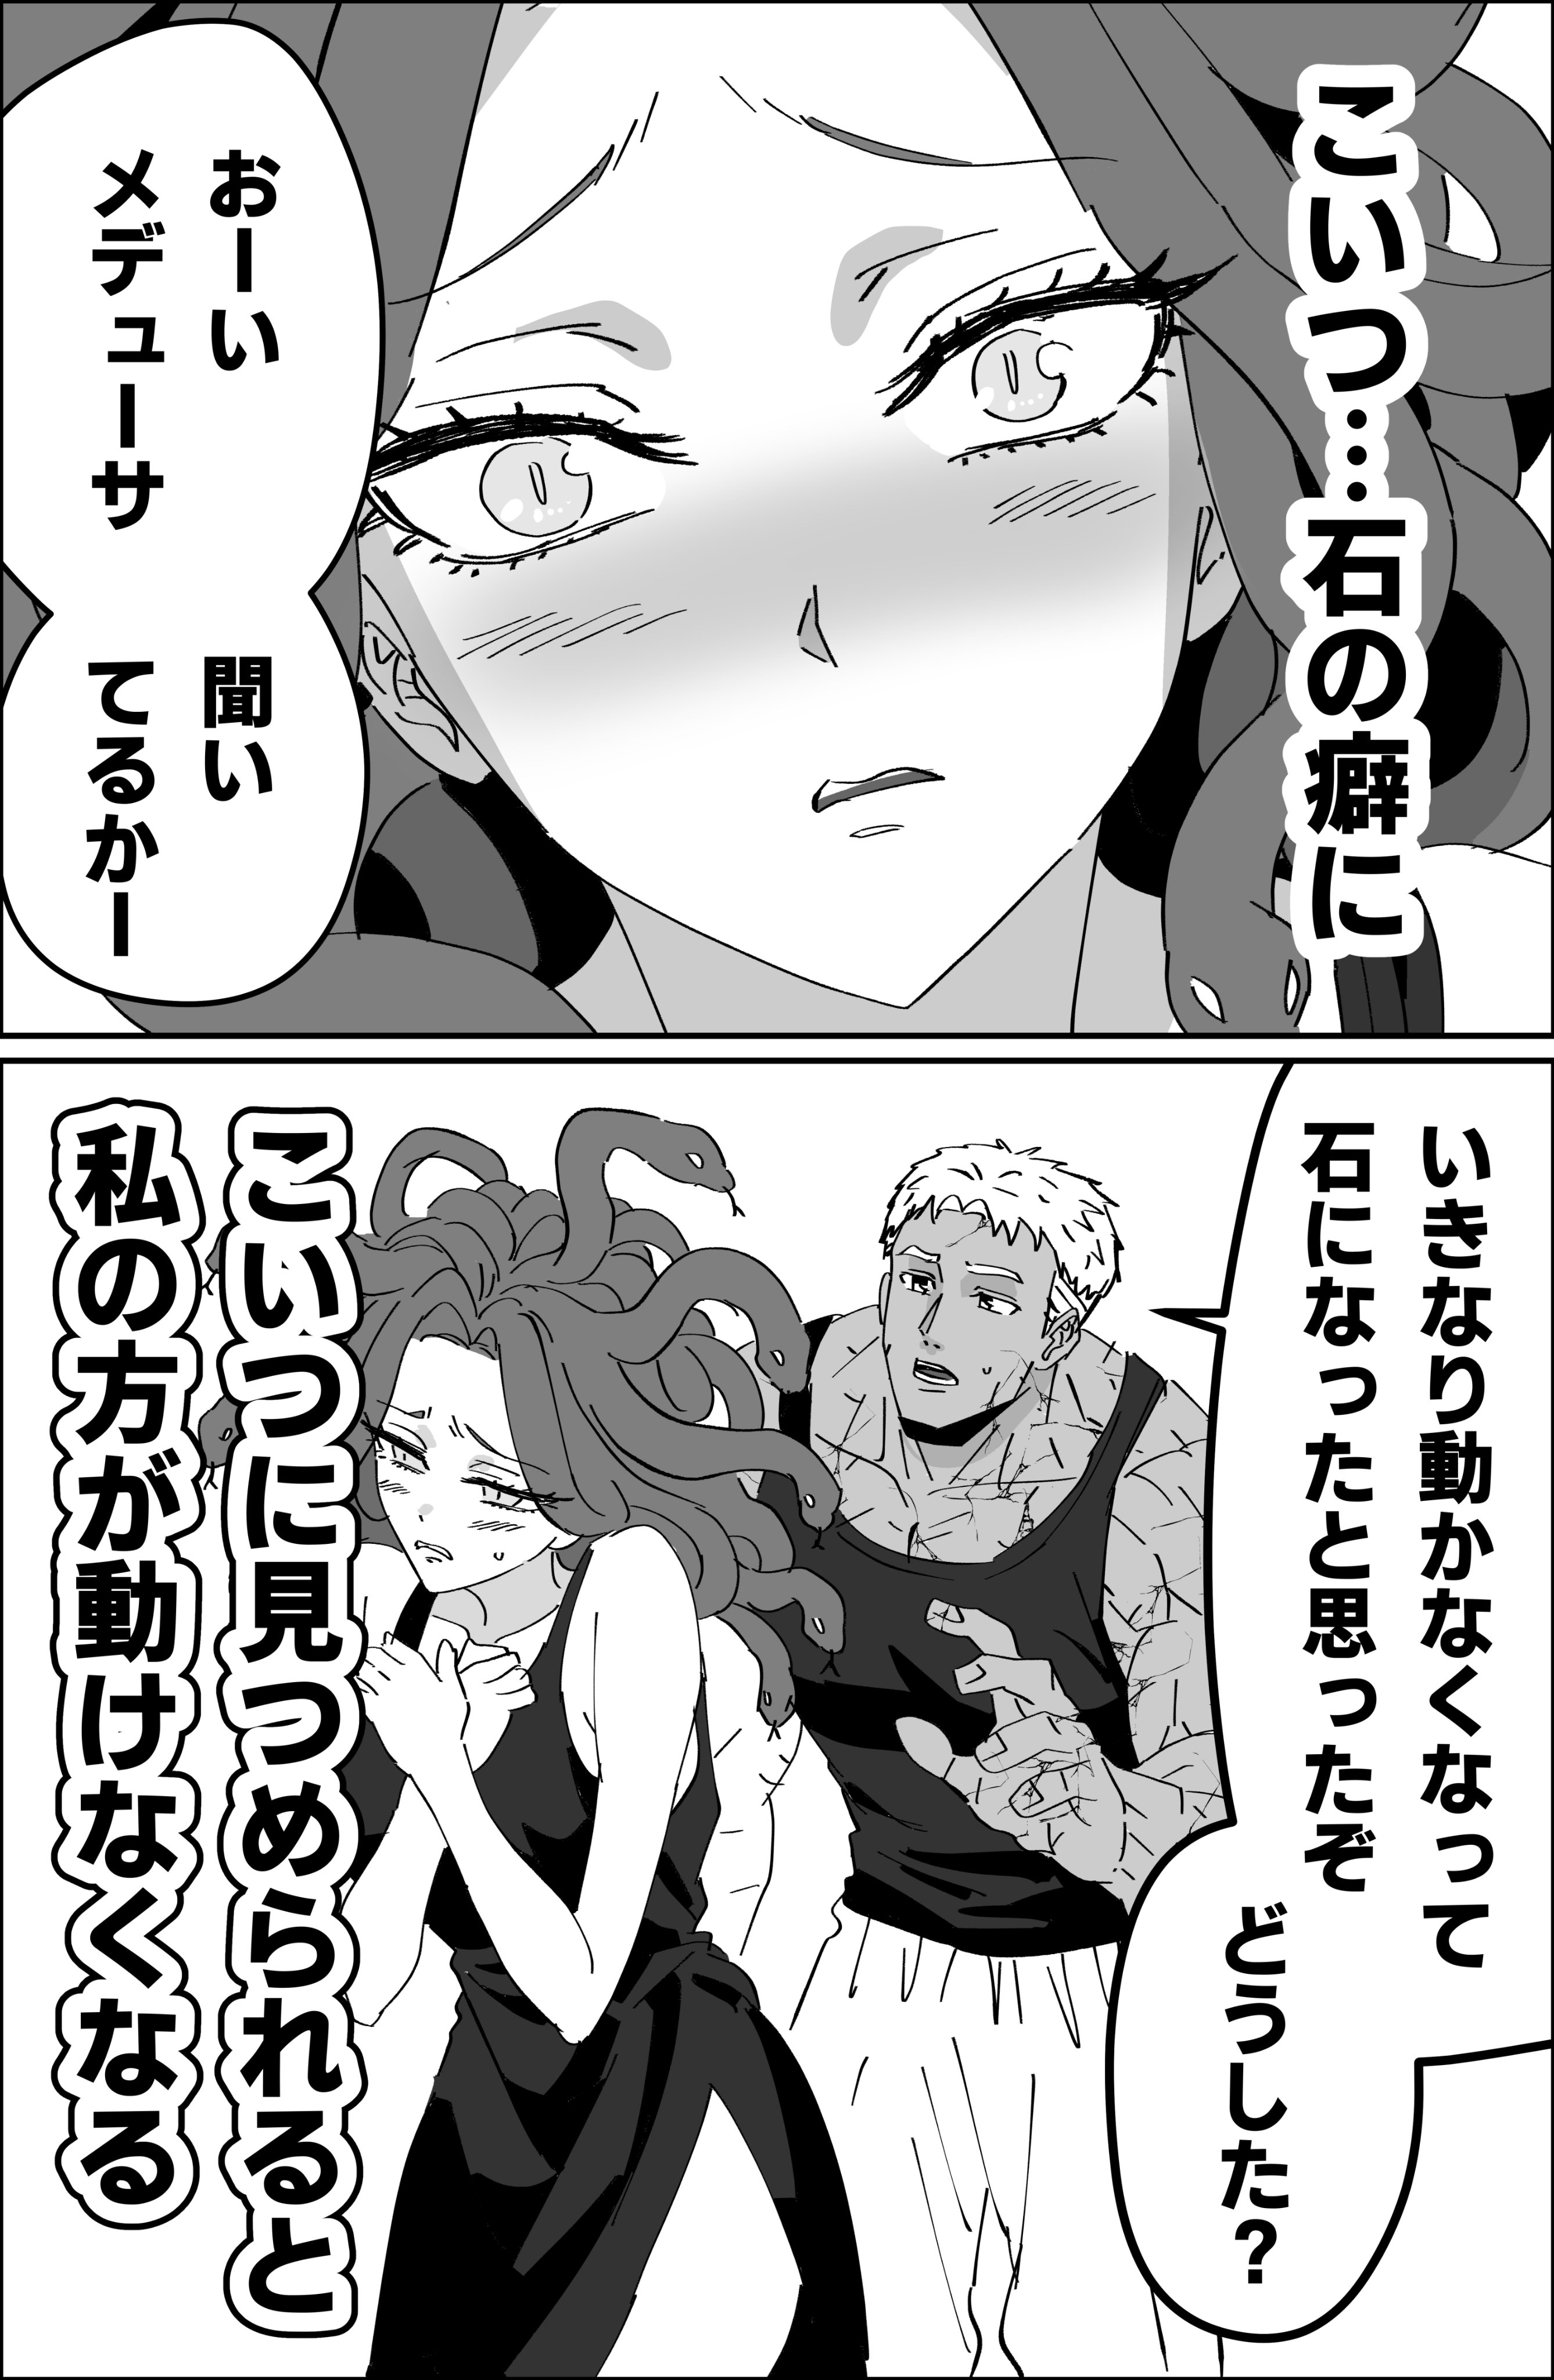 こいつ……石の癖に
おーい
メデューサ
聞い
てるかー
いきなり動かなくなって
石になったと思ったぞ
どうした？
こいつに見つめられると
私の方が動けなくなる